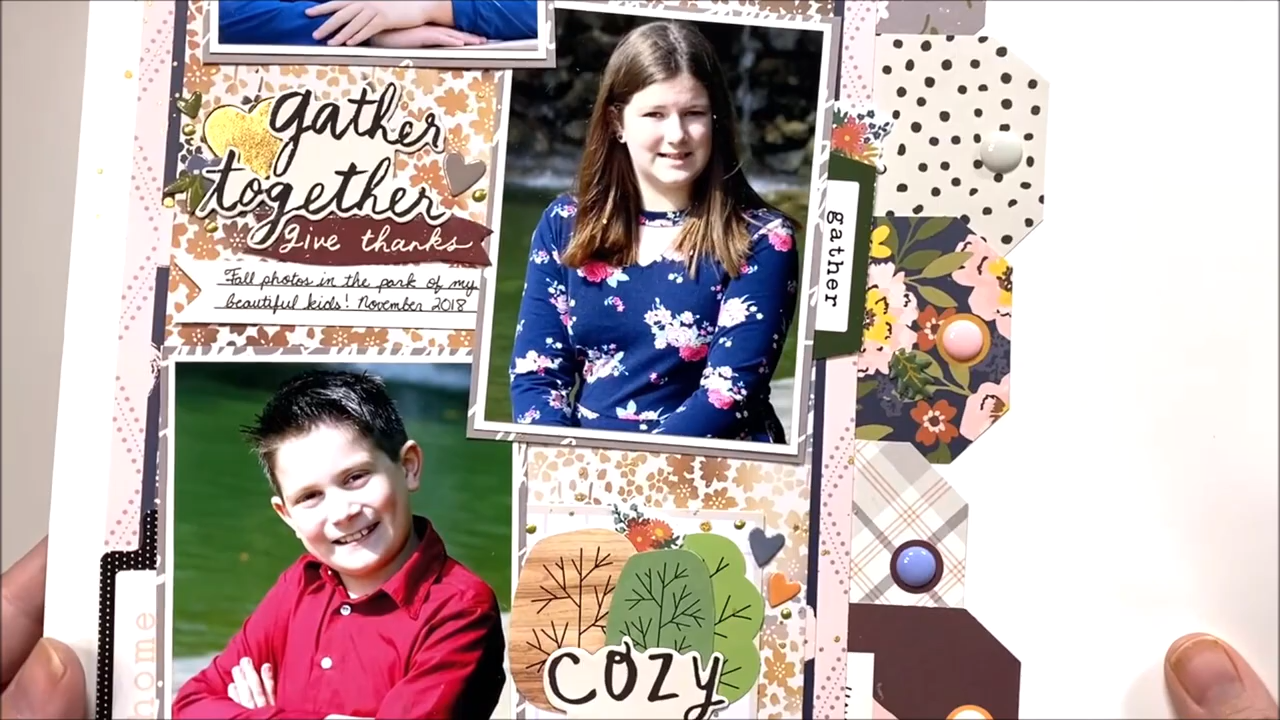 gather
together
give thanks
Fall photos in the park of my
beautiful kids! November 2018
gather
home
cozy